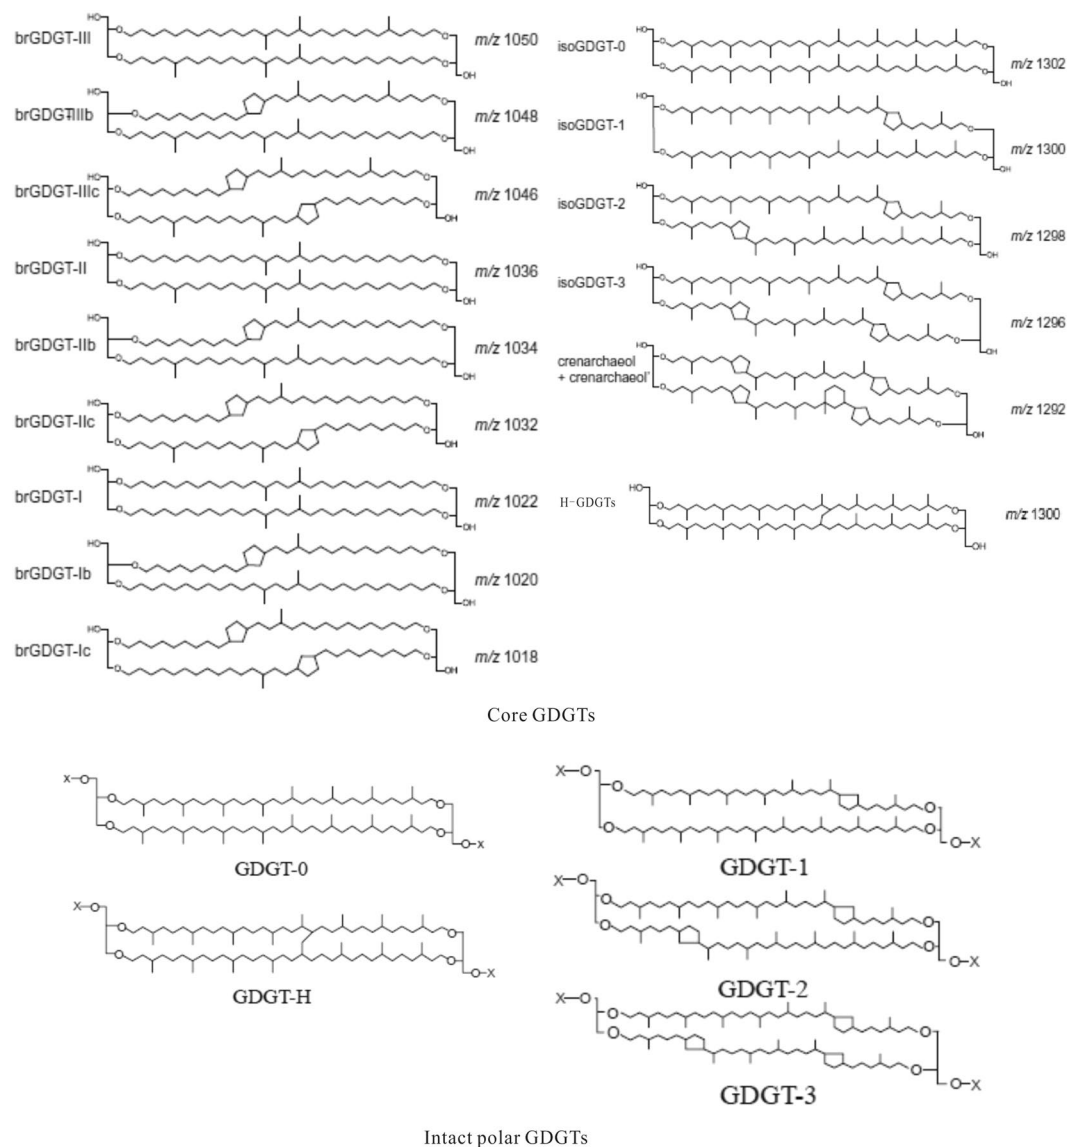 brGDGT-III
m/z 1050
brGDGT-IIIb
m/z 1048
brGDGT-IIIc
m/z 1046
brGDGT-II
m/z 1036
brGDGT-IIb
m/z 1034
brGDGT-IIc
m/z 1032
brGDGT-I
m/z 1022
brGDGT-Ib
m/z 1020
brGDGT-Ic
m/z 1018
isoGDGT-0
m/z 1302
isoGDGT-1
m/z 1300
isoGDGT-2
m/z 1298
isoGDGT-3
m/z 1296
crenarchaeol
+ crenarchaeol'
m/z 1292
H-GDGTs
m/z 1300
Core GDGTs
GDGT-0
GDGT-H
GDGT-1
GDGT-2
GDGT-3
Intact polar GDGTs